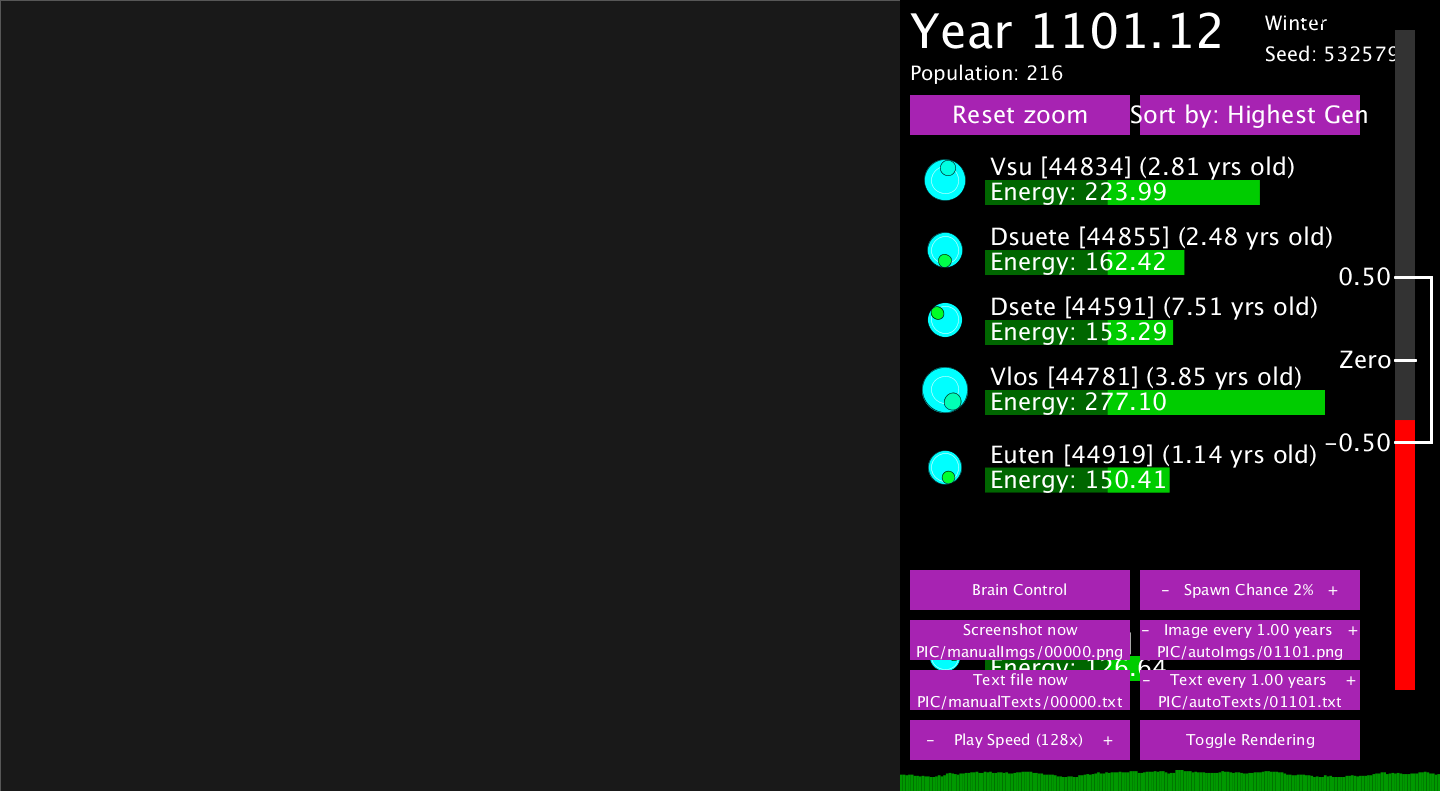 Year 1101.12
Winter
Seed: 532579
Population: 216
Reset zoom
Sort by: Highest Gen
Vsu [44834] (2.81 yrs old)
Energy: 223.99
Dsuete [44855] (2.48 yrs old)
Energy: 162.42
0.50
Dsete [44591] (7.51 yrs old)
Energy: 153.29
Zero
Vlos [44781] (3.85 yrs old)
Energy: 277.10
-0.50
Euten [44919] (1.14 yrs old)
Energy: 150.41
Brain Control
- Spawn Chance 2% +
Screenshot now
PIC/manualImgs/00000.png
- Image every 1.00 years +
PIC/autoImgs/01101.png
Energy: 126.64
Text file now
PIC/manualTexts/00000.txt
- Text every 1.00 years +
PIC/autoTexts/01101.txt
- Play Speed (128x) +
Toggle Rendering